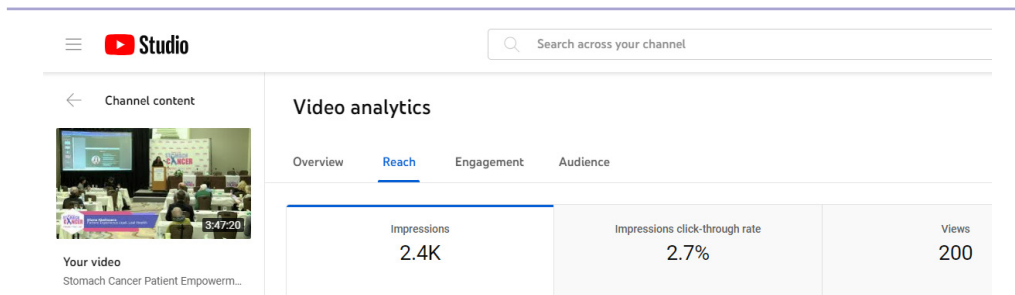 Studio
Search across your channel
Channel content
Video analytics
CANCER
3:47:20
Overview Reach Engagement Audience
Impressions Impressions click-through rate Views
2.4K 2.7% 200
Your video
Stomach Cancer Patient Empowerm...